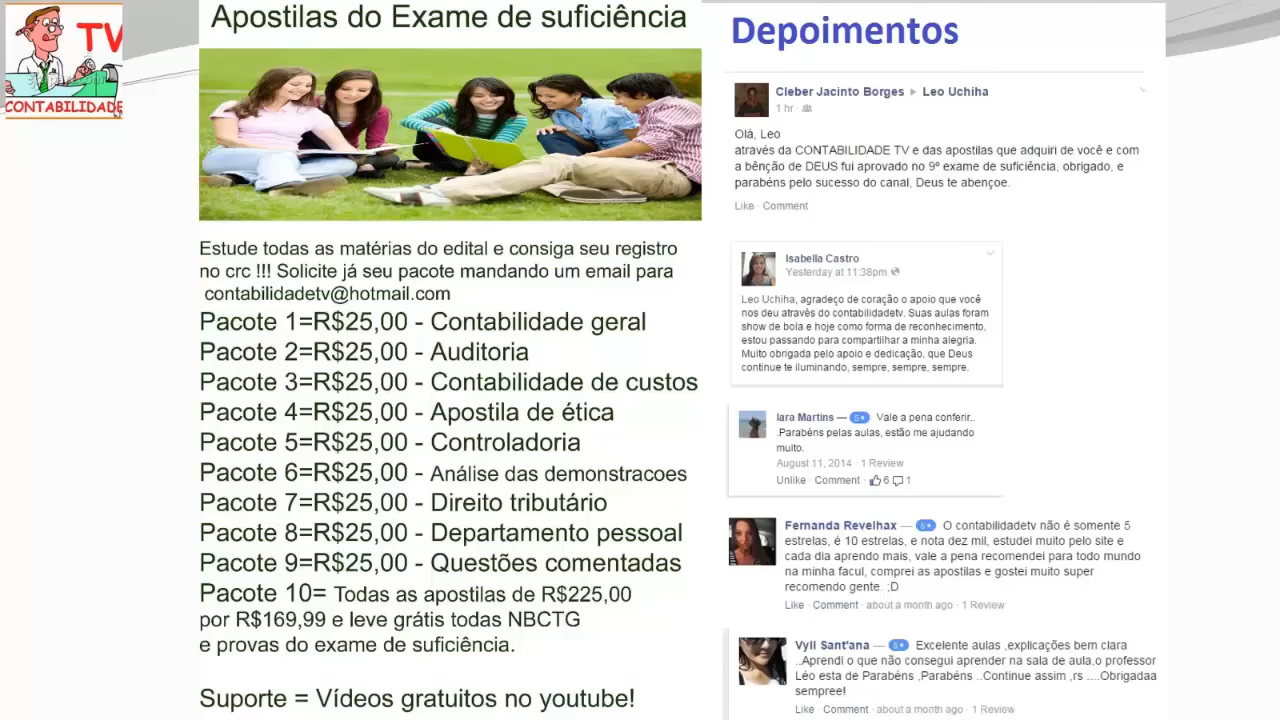 TV
CONTABILIDADE
Apostilas do Exame de suficiência
Estude todas as matérias do edital e consiga seu registro
no crc !!! Solicite já seu pacote mandando um email para
contabilidadetv@hotmail.com
Pacote 1=R$25,00 - Contabilidade geral
Pacote 2=R$25,00 - Auditoria
Pacote 3=R$25,00 - Contabilidade de custos
Pacote 4=R$25,00 - Apostila de ética
Pacote 5=R$25,00 - Controladoria
Pacote 6=R$25,00 - Análise das demonstracoes
Pacote 7=R$25,00 - Direito tributário
Pacote 8=R$25,00 - Departamento pessoal
Pacote 9=R$25,00 - Questões comentadas
Pacote 10= Todas as apostilas de R$225,00
por R$169,99 e leve grátis todas NBCTG
e provas do exame de suficiência.
Suporte = Vídeos gratuitos no youtube!
Depoimentos
Cleber Jacinto Borges ▸ Leo Uchiha
1 hr ·
Olá, Leo
através da CONTABILIDADE TV e das apostilas que adquiri de você e com
a bênção de DEUS fui aprovado no 9º exame de suficiência, obrigado, e
parabéns pelo sucesso do canal, Deus te abençoe.
Like · Comment
Isabella Castro
Yesterday at 11:38pm
Leo Uchiha, agradeço de coração o apoio que você
nos deu através do contabilidadetv. Suas aulas foram
show de bola e hoje como forma de reconhecimento,
estou passando para compartilhar a minha alegria.
Muito obrigada pelo apoio e dedicação, que Deus
continue te iluminando, sempre, sempre, sempre.
Iara Martins — 5★ Vale a pena conferir..
.Parabéns pelas aulas, estão me ajudando
muito.
August 11, 2014 · 1 Review
Unlike · Comment · 6 1
Fernanda Revelhax — 5★ O contabilidadetv não é somente 5
estrelas, é 10 estrelas, e nota dez mil, estudei muito pelo site e
cada dia aprendo mais, vale a pena recomendei para todo mundo
na minha facul, comprei as apostilas e gostei muito super
recomendo gente. ;D
Like · Comment · about a month ago · 1 Review
Vyll Sant'ana — 5★ Excelente aulas ,explicações bem clara
..Aprendi o que não consegui aprender na sala de aula,o professor
Léo esta de Parabéns ,Parabéns ..Continue assim ,rs ....Obrigadaa
sempree!
Like · Comment · about a month ago · 1 Review